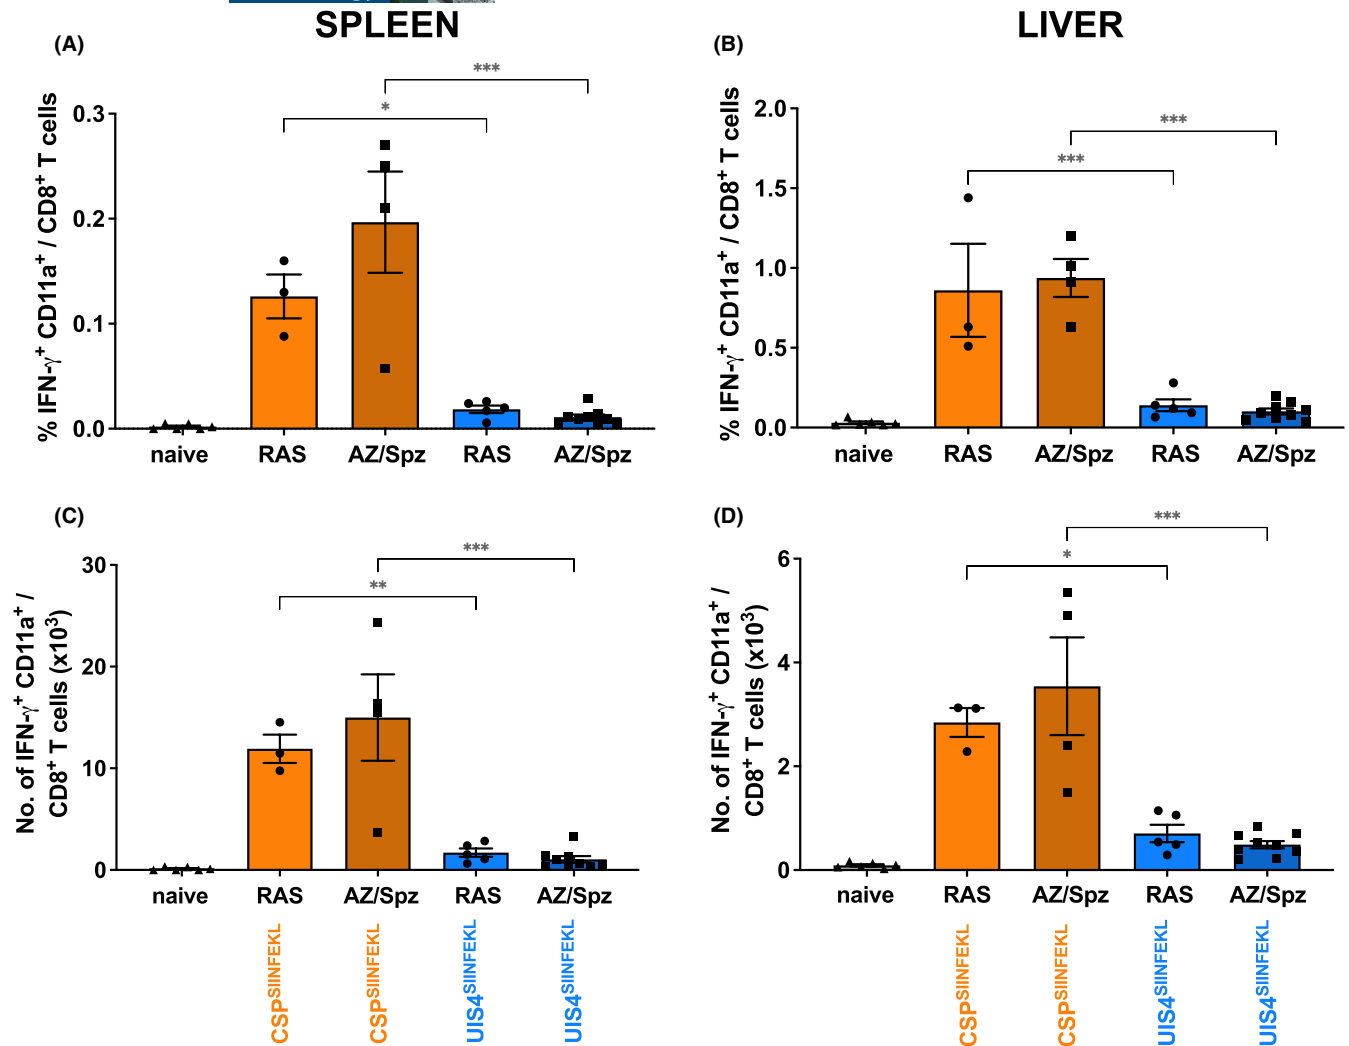 SPLEEN
LIVER
(A)
% IFN-γ+ CD11a+ / CD8+ T cells
0.3
0.2
0.1
0.0
*
***
naive RAS AZ/Spz RAS AZ/Spz
(B)
% IFN-γ+ CD11a+ / CD8+ T cells
2.0
1.5
1.0
0.5
0.0
***
***
naive RAS AZ/Spz RAS AZ/Spz
(C)
No. of IFN-γ+ CD11a+ /
CD8+ T cells (x10³)
30
20
10
0
**
***
naive RAS AZ/Spz RAS AZ/Spz
CSPSIINFEKL
CSPSIINFEKL
UIS4SIINFEKL
UIS4SIINFEKL
(D)
No. of IFN-γ+ CD11a+ /
CD8+ T cells (x10³)
6
4
2
0
*
***
naive RAS AZ/Spz RAS AZ/Spz
CSPSIINFEKL
CSPSIINFEKL
UIS4SIINFEKL
UIS4SIINFEKL